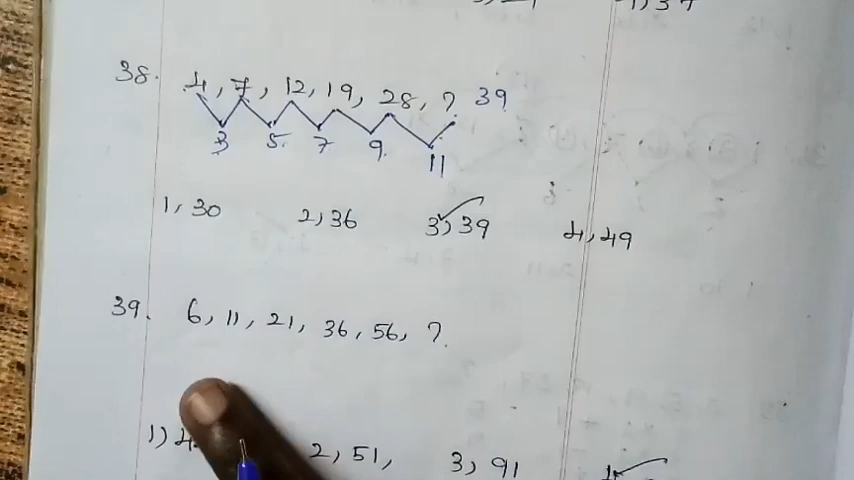 38. 4, 7, 12, 19, 28, ? 39
3 5. 7 9. 11
1, 30 2, 36 3) 39 4, 49
39. 6, 11, 21, 36, 56, ?
1) 2, 51, 3, 91